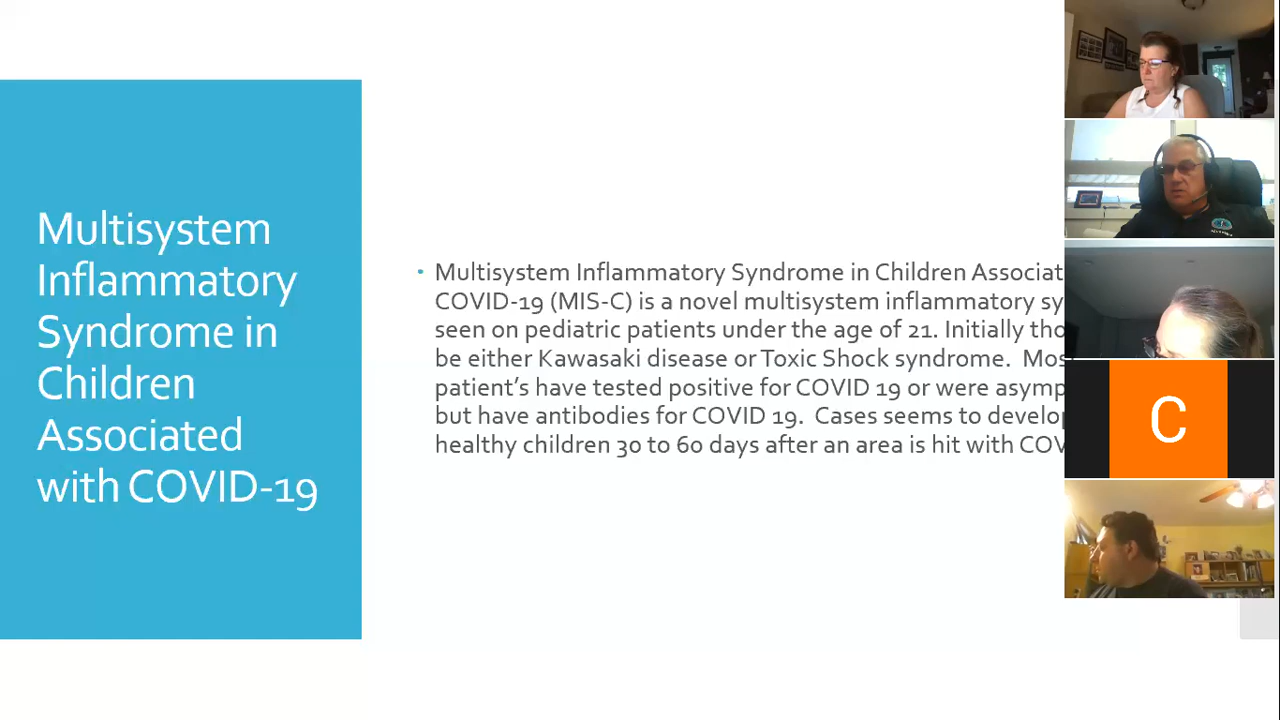 Multisystem
Inflammatory
Syndrome in
Children
Associated
with COVID-19
• Multisystem Inflammatory Syndrome in Children Associat
COVID-19 (MIS-C) is a novel multisystem inflammatory sy
seen on pediatric patients under the age of 21. Initially tho
be either Kawasaki disease or Toxic Shock syndrome. Mos
patient's have tested positive for COVID 19 or were asymp
but have antibodies for COVID 19. Cases seems to develop
healthy children 30 to 60 days after an area is hit with COV
C